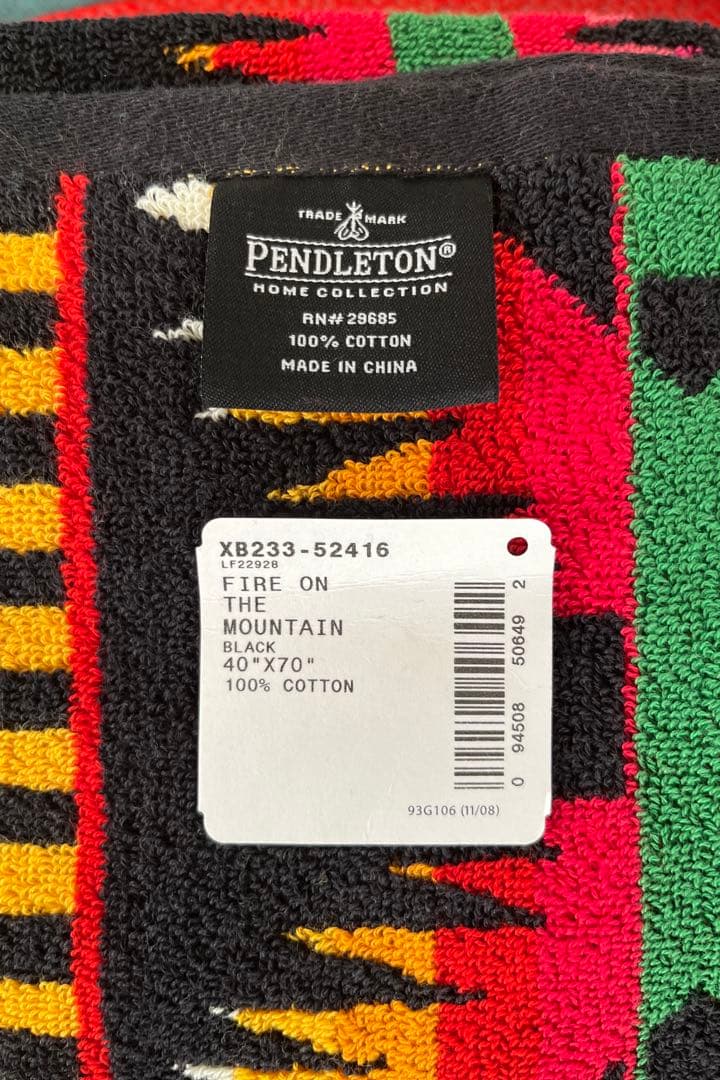 TRADE MARK
PENDLETON®
HOME COLLECTION
RN# 29685
100% COTTON
MADE IN CHINA
XB233-52416
LF22928
FIRE ON
THE
MOUNTAIN
BLACK
40"X70"
100% COTTON
0 94508 50649 2
93G106 (11/08)